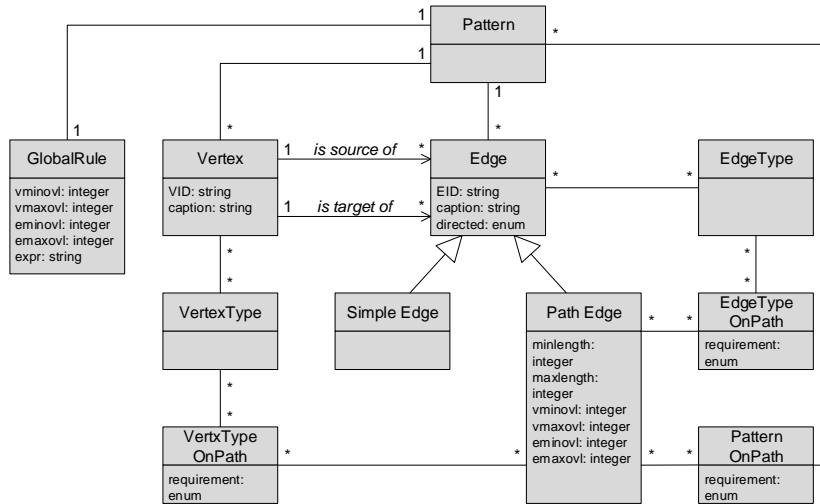 Pattern
1
1
*
1
1
*
*
GlobalRule
vminovl: integer
vmaxovl: integer
eminovl: integer
emaxovl: integer
expr: string
Vertex
VID: string
caption: string
1 is source of *
1 is target of *
Edge
EID: string
caption: string
directed: enum
* *
EdgeType
*
*
*
*
VertexType
Simple Edge
Path Edge
minlength:
integer
maxlength:
integer
vminovl: integer
vmaxovl: integer
eminovl: integer
emaxovl: integer
* *
EdgeType
OnPath
requirement:
enum
*
*
VertxType
OnPath
requirement:
enum
* *
* *
Pattern
OnPath
requirement:
enum